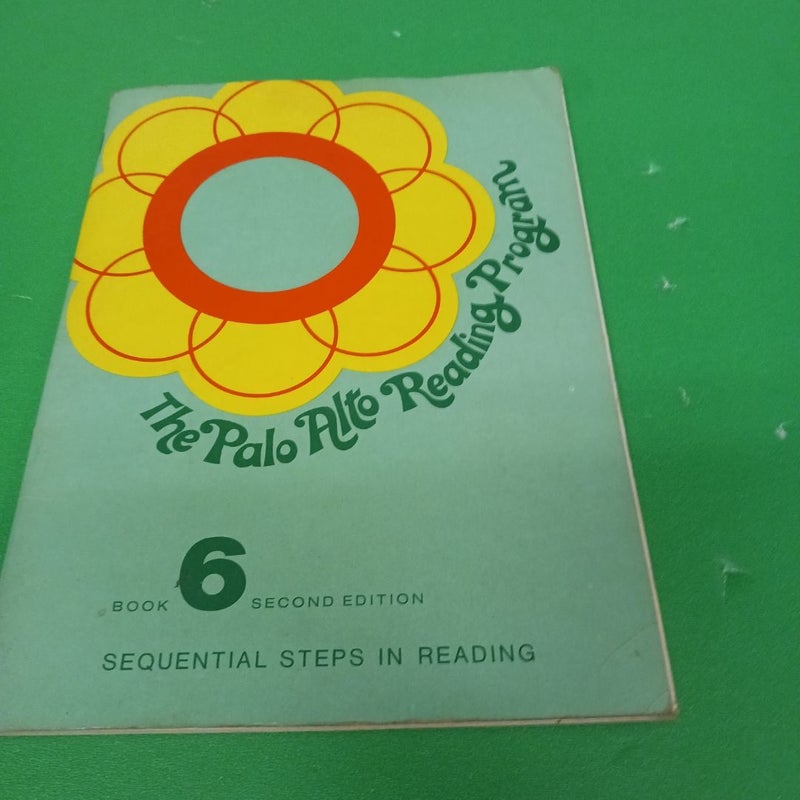 The Palo Alto Reading Program
BOOK 6 SECOND EDITION
SEQUENTIAL STEPS IN READING